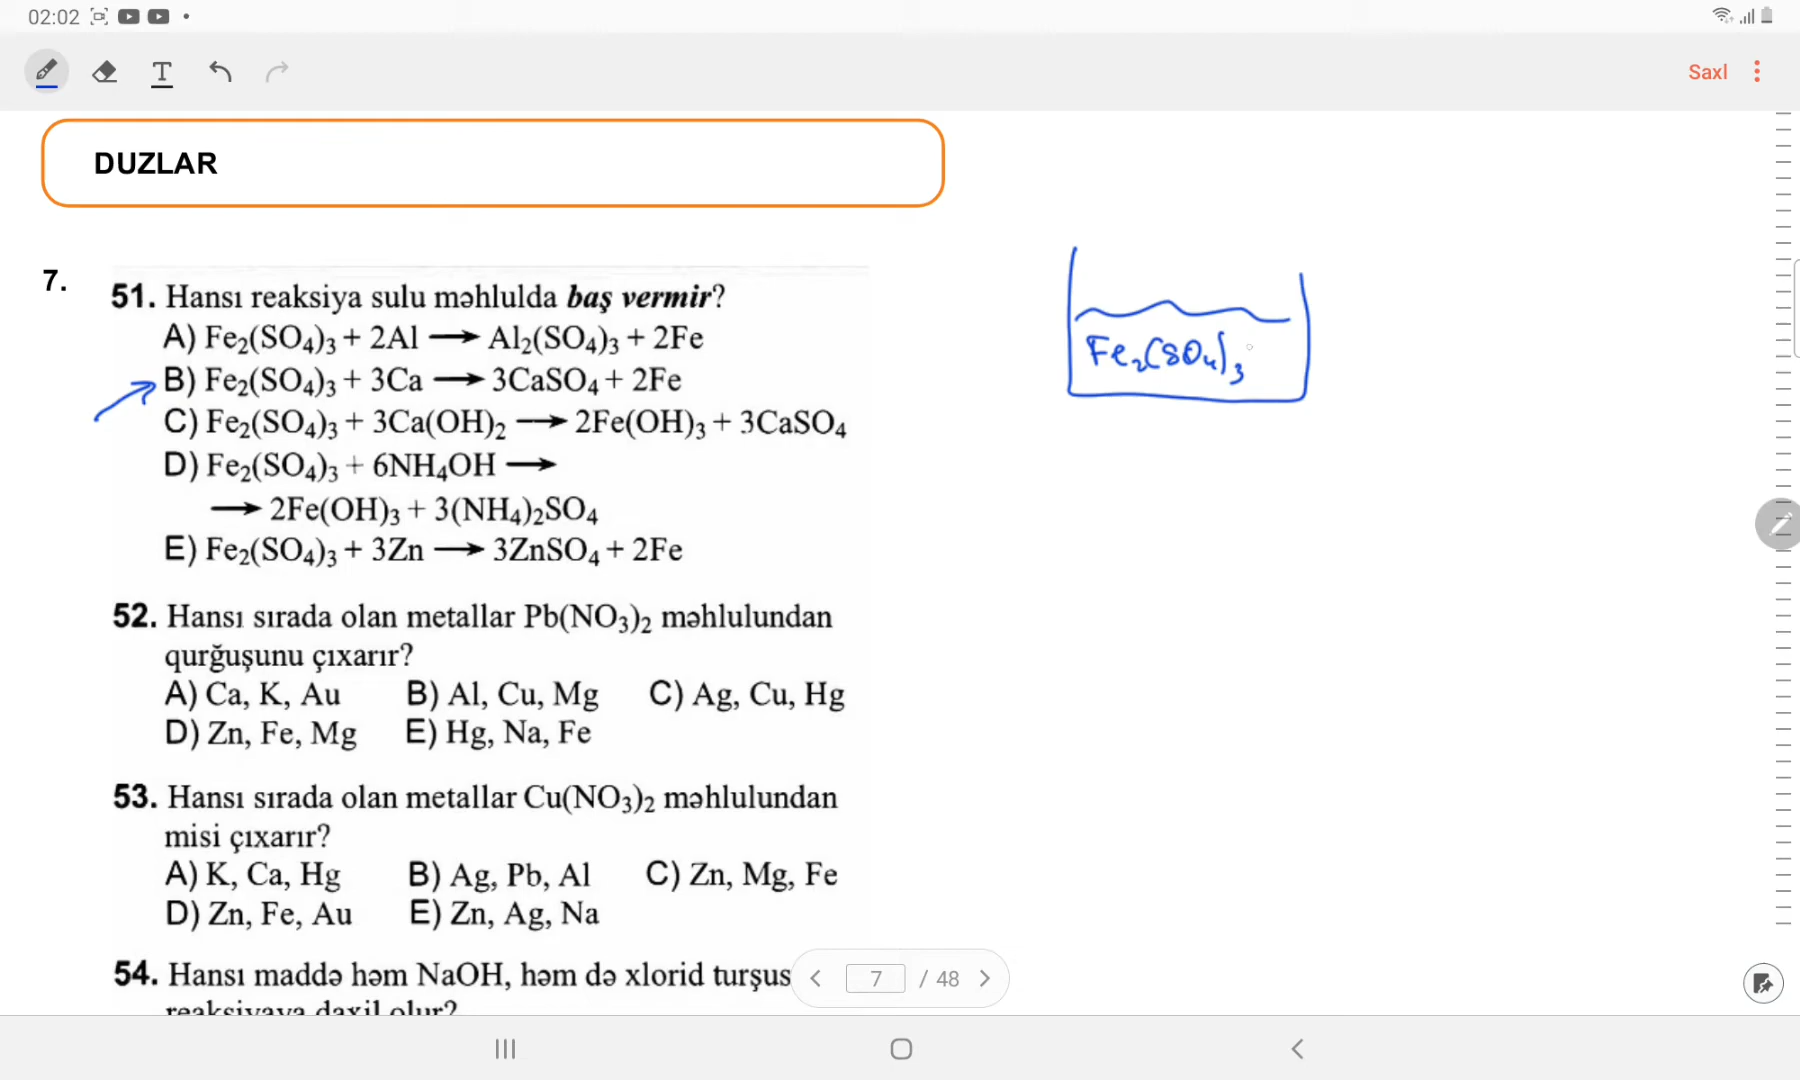 02:02
T
Saxl
DUZLAR
7.
51. Hansı reaksiya sulu məhlulda baş vermir?
A) Fe₂(SO₄)₃ + 2Al ⟶ Al₂(SO₄)₃ + 2Fe
B) Fe₂(SO₄)₃ + 3Ca ⟶ 3CaSO₄ + 2Fe
C) Fe₂(SO₄)₃ + 3Ca(OH)₂ ⟶ 2Fe(OH)₃ + 3CaSO₄
D) Fe₂(SO₄)₃ + 6NH₄OH ⟶
⟶ 2Fe(OH)₃ + 3(NH₄)₂SO₄
E) Fe₂(SO₄)₃ + 3Zn ⟶ 3ZnSO₄ + 2Fe
Fe₂(SO₄)₃
52. Hansı sırada olan metallar Pb(NO₃)₂ məhlulundan
qurğuşunu çıxarır?
A) Ca, K, Au B) Al, Cu, Mg C) Ag, Cu, Hg
D) Zn, Fe, Mg E) Hg, Na, Fe
53. Hansı sırada olan metallar Cu(NO₃)₂ məhlulundan
misi çıxarır?
A) K, Ca, Hg B) Ag, Pb, Al C) Zn, Mg, Fe
D) Zn, Fe, Au E) Zn, Ag, Na
54. Hansı maddə həm NaOH, həm də xlorid turşus
reaksiyaya daxil olur?
7 / 48